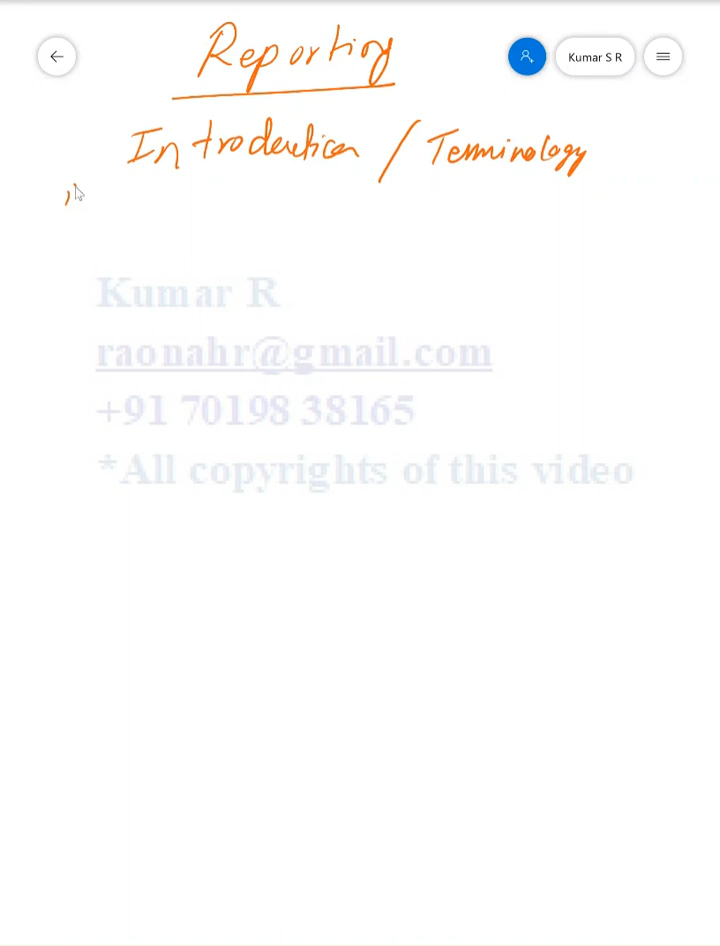 Reporting
Kumar S R
Introduction / Terminology
Kumar R
raonahr@gmail.com
+91 70198 38165
*All copyrights of this video